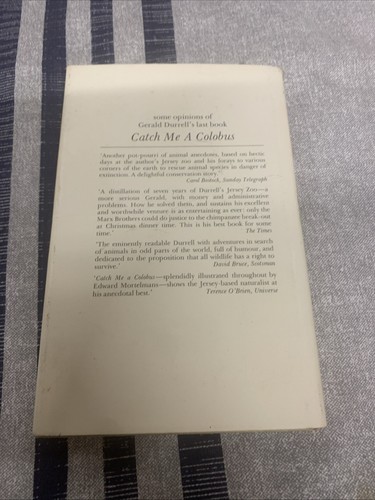 some opinions of
Gerald Durrell's last book
Catch Me A Colobus
'Another pot-pourri of animal anecdotes, based on hectic
days at the author's Jersey zoo and his forays to various
corners of the earth to rescue animal species in danger of
extinction. A delightful conservation story.'
Carol Bostock, Sunday Telegraph
'A distillation of seven years of Durrell's Jersey Zoo—a
more serious Gerald, with money and administrative
problems. How he solved them, and sustains his excellent
and worthwhile venture is as entertaining as ever: only the
Marx Brothers could do justice to the chimpanzee break-out
at Christmas dinner time. This is his best book for some
time.' The Times
'The eminently readable Durrell with adventures in search
of animals in odd parts of the world, full of humour, and
dedicated to the proposition that all wildlife has a right to
survive.' David Bruce, Scotsman
'Catch Me a Colobus—splendidly illustrated throughout by
Edward Mortelmans—shows the Jersey-based naturalist at
his anecdotal best.' Terence O'Brien, Universe